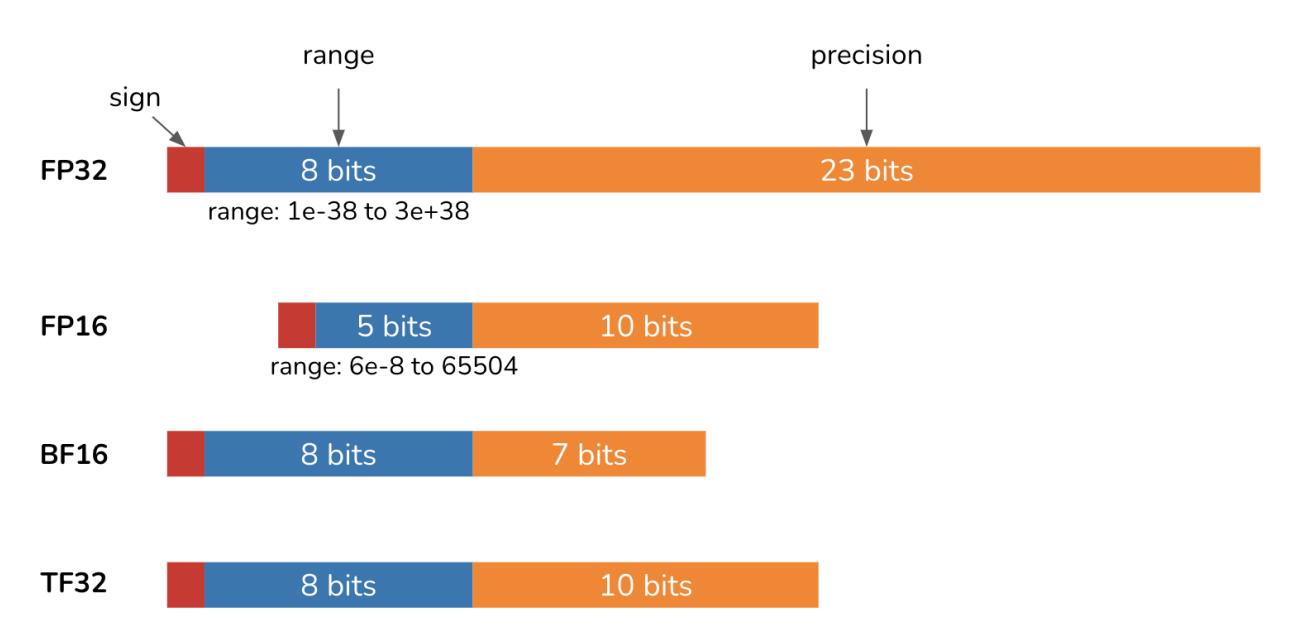 range
precision
sign
FP32
8 bits
23 bits
range: 1e-38 to 3e+38
FP16
5 bits
10 bits
range: 6e-8 to 65504
BF16
8 bits
7 bits
TF32
8 bits
10 bits